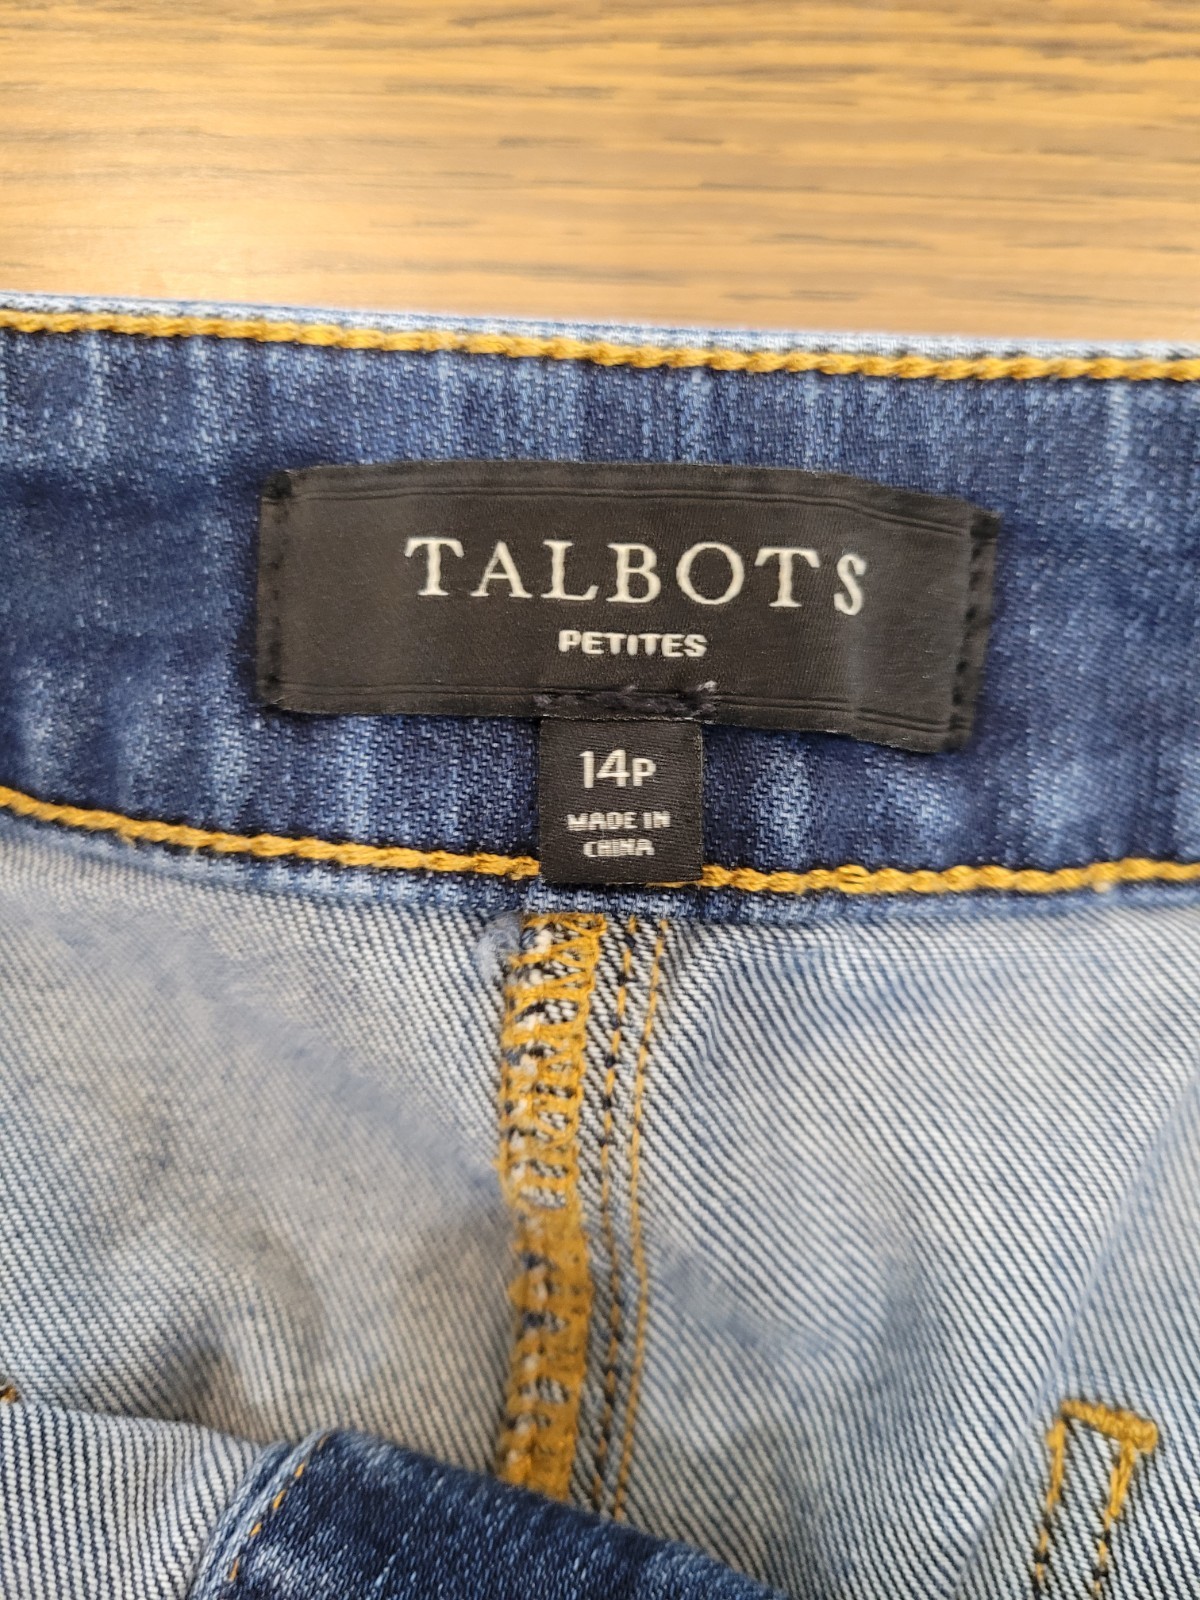 TALBOTS
PETITES
14P
MADE IN
CHINA